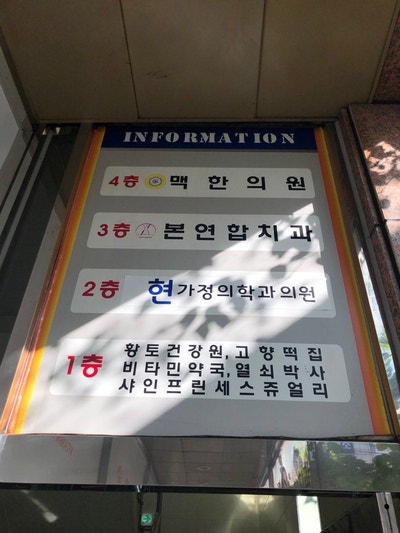 INFORMATION
4층 맥한의원
3층 본연합치과
2층 현가정의학과의원
1층 황토건강원, 고향떡집
비타민약국, 열쇠박사
샤인프린세스쥬얼리